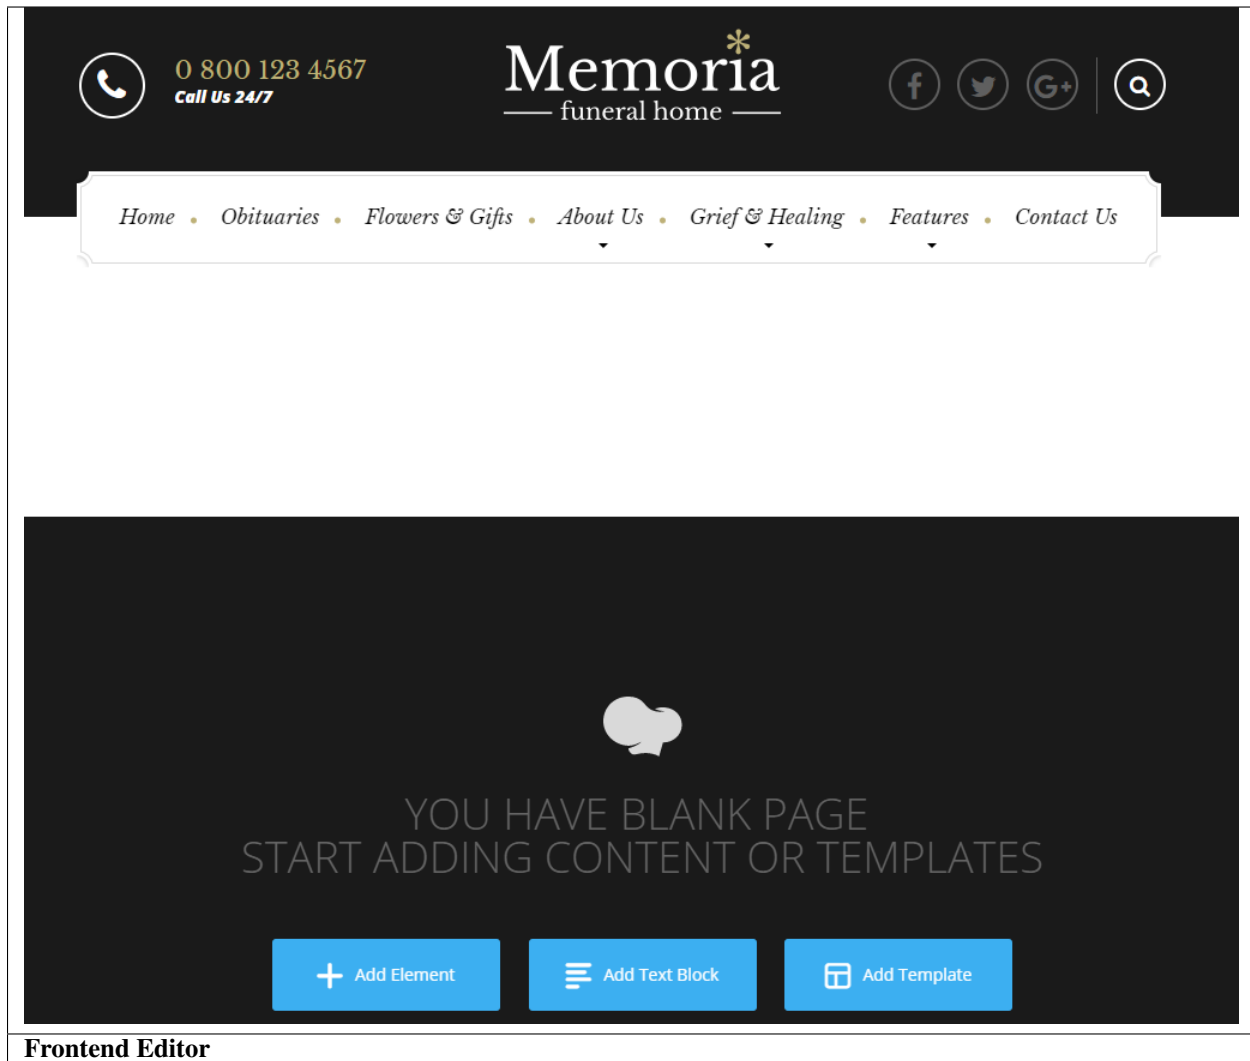 0 800 123 4567
Call Us 24/7
Memoria
funeral home
f G+
Home • Obituaries • Flowers & Gifts • About Us • Grief & Healing • Features • Contact Us
YOU HAVE BLANK PAGE
START ADDING CONTENT OR TEMPLATES
Add Element Add Text Block Add Template
Frontend Editor